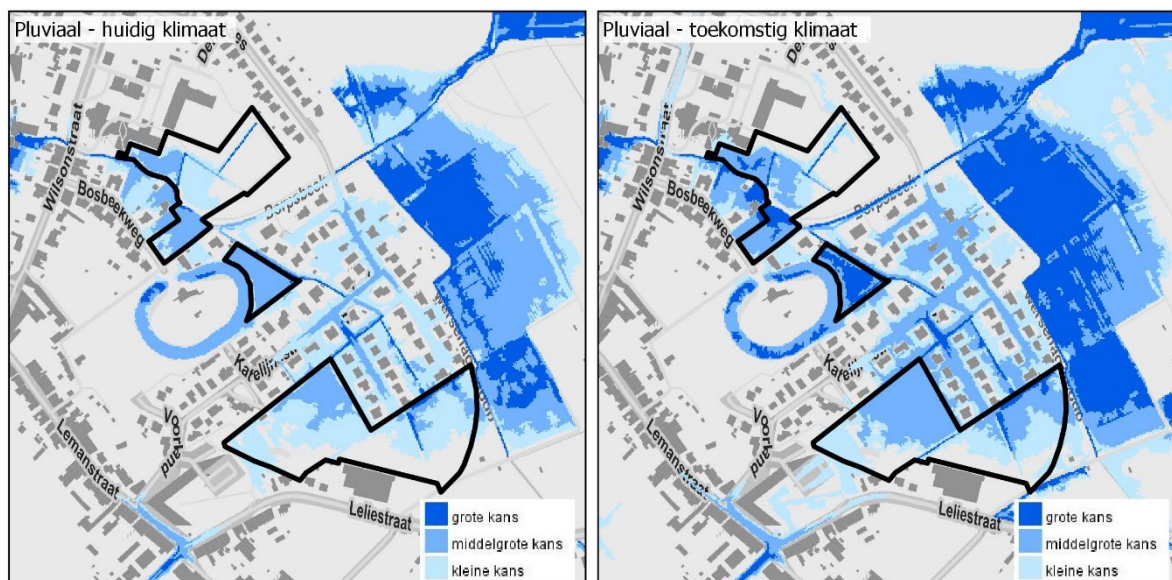 Pluviaal - huidig klimaat
Wilsonstraat
Bosbeekweg
Dorpsbeek
Katelijnestr
Voorland
Lemanstraat
Leliestraat
grote kans
middelgrote kans
kleine kans
Pluviaal - toekomstig klimaat
Wilsonstraat
Bosbeekweg
Dorpsbeek
Voorland
Lemanstraat
Leliestraat
grote kans
middelgrote kans
kleine kans